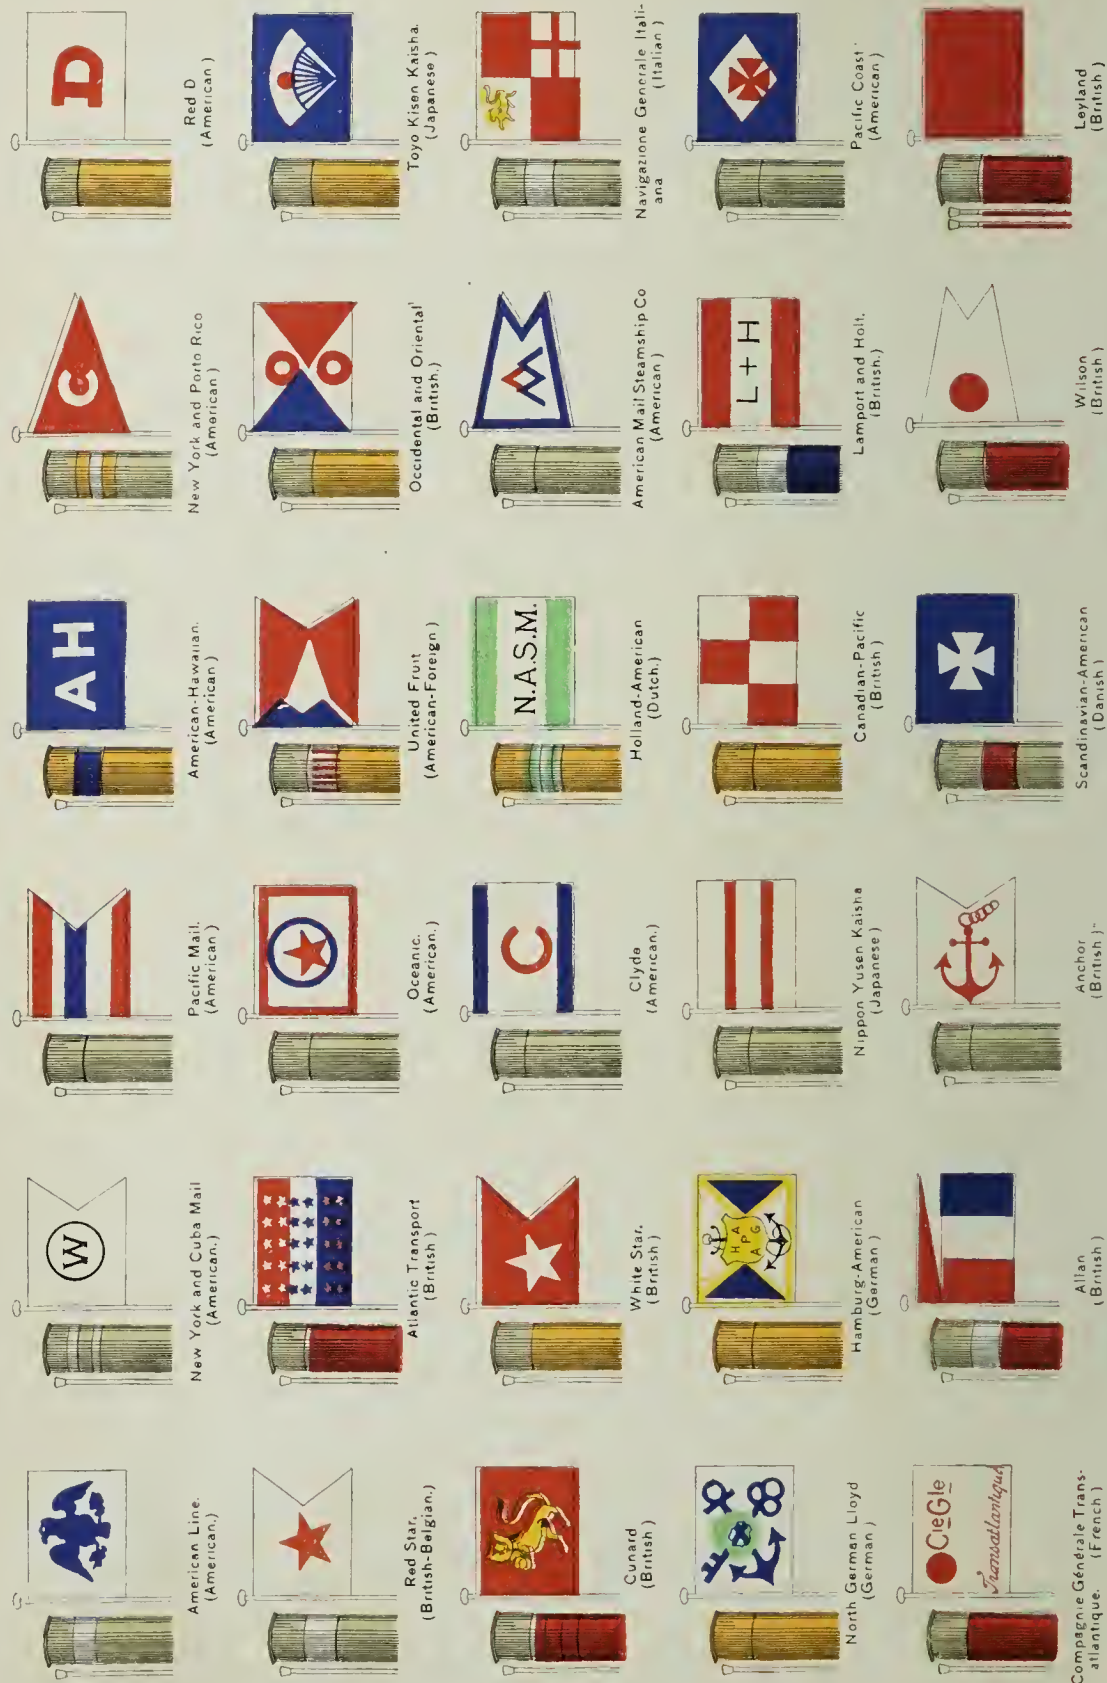 American Line.
(American.)
W
New York and Cuba Mail
(American.)
Pacific Mail.
(American)
AH
American-Hawaiian.
(American)
C
New York and Porto Rico
(American)
D
Red D
(American)
Red Star.
(British-Belgian.)
Atlantic Transport
(British)
Oceanic.
(American.)
United Fruit
(American-Foreign)
Occidental and Oriental
(British.)
Toyo Kisen Kaisha.
(Japanese)
Cunard
(British)
White Star.
(British)
C
Clyde
(American.)
N.A.S.M.
Holland-American
(Dutch.)
American Mail Steamship Co
(American)
Navigazione Generale Itali-
ana (Italian)
North German Lloyd
(German)
H A
P
A G
Hamburg-American
(German)
Nippon Yusen Kaisha
(Japanese)
Canadian-Pacific
(British)
L+H
Lamport and Holt.
(British.)
Pacific Coast
(American)
CieGle
Transatlantique
Compagnie Générale Trans-
atlantique. (French)
Allan
(British)
Anchor
(British)-
Scandinavian-American
(Danish)
Wilson
(British)
Leyland
(British)